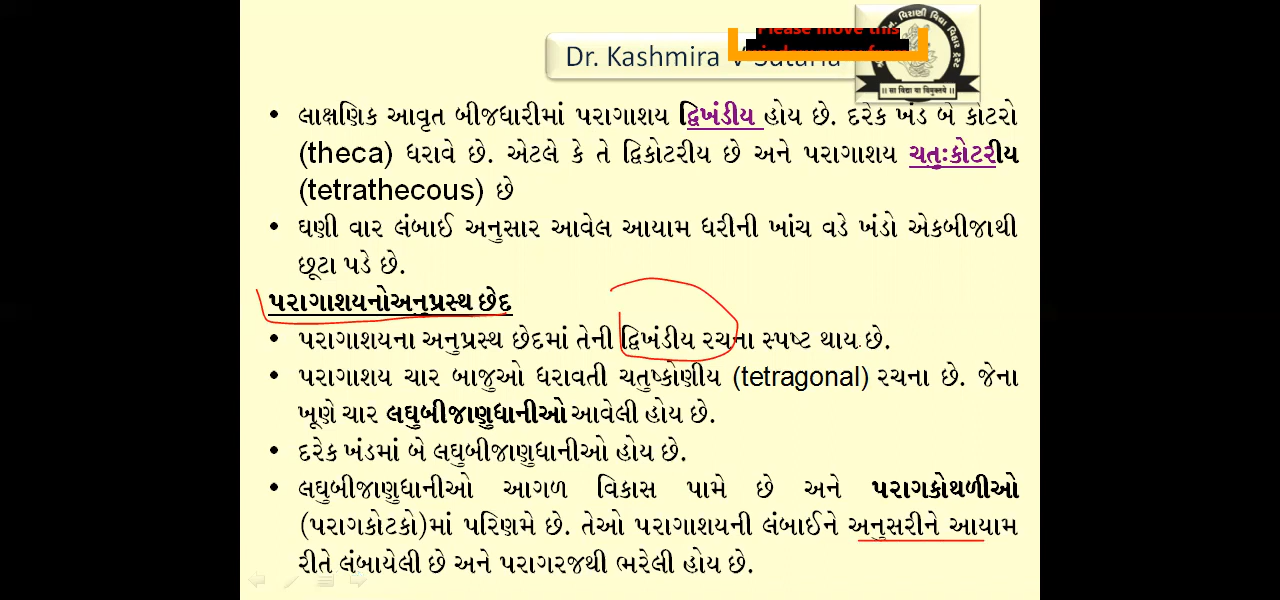 Please move this
Dr. Kashmira V Sutaria
વિરાણી વિદ્યા વિહાર ટ્રસ્ટ
|| સા વિદ્યા યા વિમુક્તયે ||
• લાક્ષણિક આવૃત બીજધારીમાં પરાગાશય દ્વિખંડીય હોય છે. દરેક ખંડ બે કોટરો
(theca) ધરાવે છે. એટલે કે તે દ્વિકોટરીય છે અને પરાગાશય ચતુઃકોટરીય
(tetrathecous) છે
• ઘણી વાર લંબાઈ અનુસાર આવેલ આયામ ધરીની ખાંચ વડે ખંડો એકબીજાથી
છૂટા પડે છે.
પરાગાશયનોઅનુપ્રસ્થ છેદ
• પરાગાશયના અનુપ્રસ્થ છેદમાં તેની દ્વિખંડીય રચના સ્પષ્ટ થાય છે.
• પરાગાશય ચાર બાજુઓ ધરાવતી ચતુષ્કોણીય (tetragonal) રચના છે. જેના
ખૂણે ચાર લઘુબીજાણુધાનીઓ આવેલી હોય છે.
• દરેક ખંડમાં બે લઘુબીજાણુધાનીઓ હોય છે.
• લઘુબીજાણુધાનીઓ આગળ વિકાસ પામે છે અને પરાગકોથળીઓ
(પરાગકોટકો)માં પરિણમે છે. તેઓ પરાગાશયની લંબાઈને અનુસરીને આયામ
રીતે લંબાયેલી છે અને પરાગરજથી ભરેલી હોય છે.